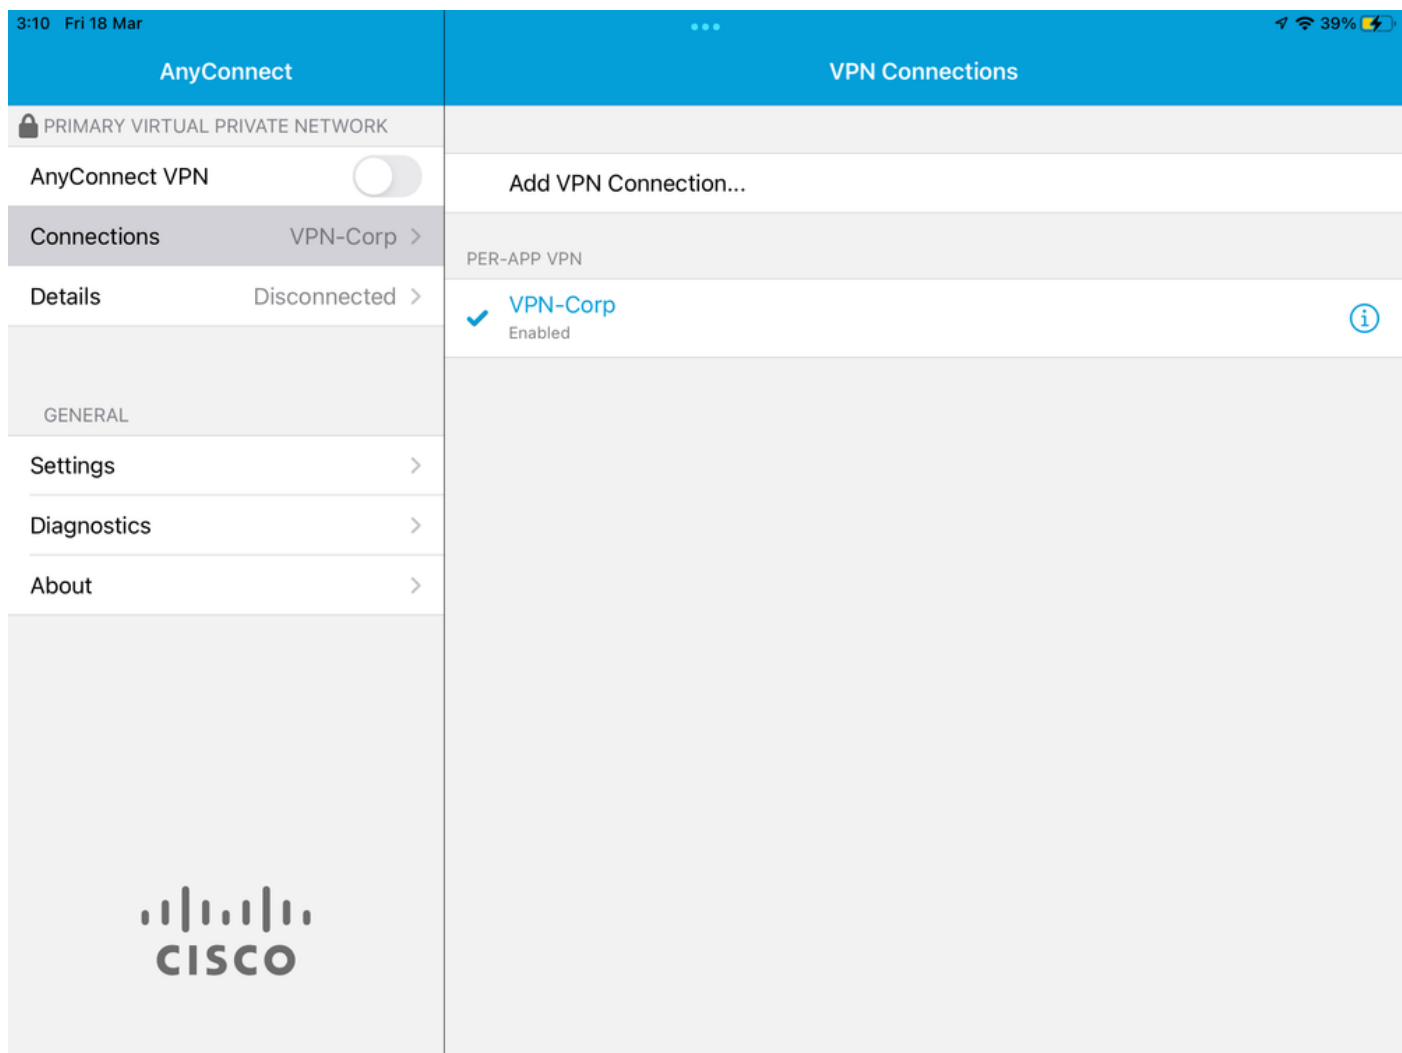 3:10 Fri 18 Mar
39%
AnyConnect
VPN Connections
PRIMARY VIRTUAL PRIVATE NETWORK
AnyConnect VPN
Connections VPN-Corp
Details Disconnected
GENERAL
Settings
Diagnostics
About
CISCO
Add VPN Connection...
PER-APP VPN
VPN-Corp
Enabled